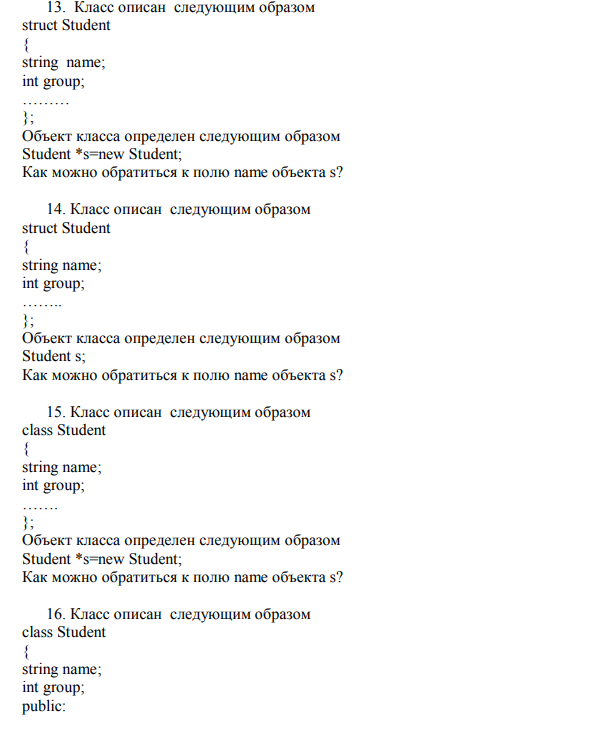 13. Класс описан следующим образом
struct Student
{
string name;
int group;
………
};
Объект класса определен следующим образом
Student *s=new Student;
Как можно обратиться к полю name объекта s?
14. Класс описан следующим образом
struct Student
{
string name;
int group;
……..
};
Объект класса определен следующим образом
Student s;
Как можно обратиться к полю name объекта s?
15. Класс описан следующим образом
class Student
{
string name;
int group;
…….
};
Объект класса определен следующим образом
Student *s=new Student;
Как можно обратиться к полю name объекта s?
16. Класс описан следующим образом
class Student
{
string name;
int group;
public: